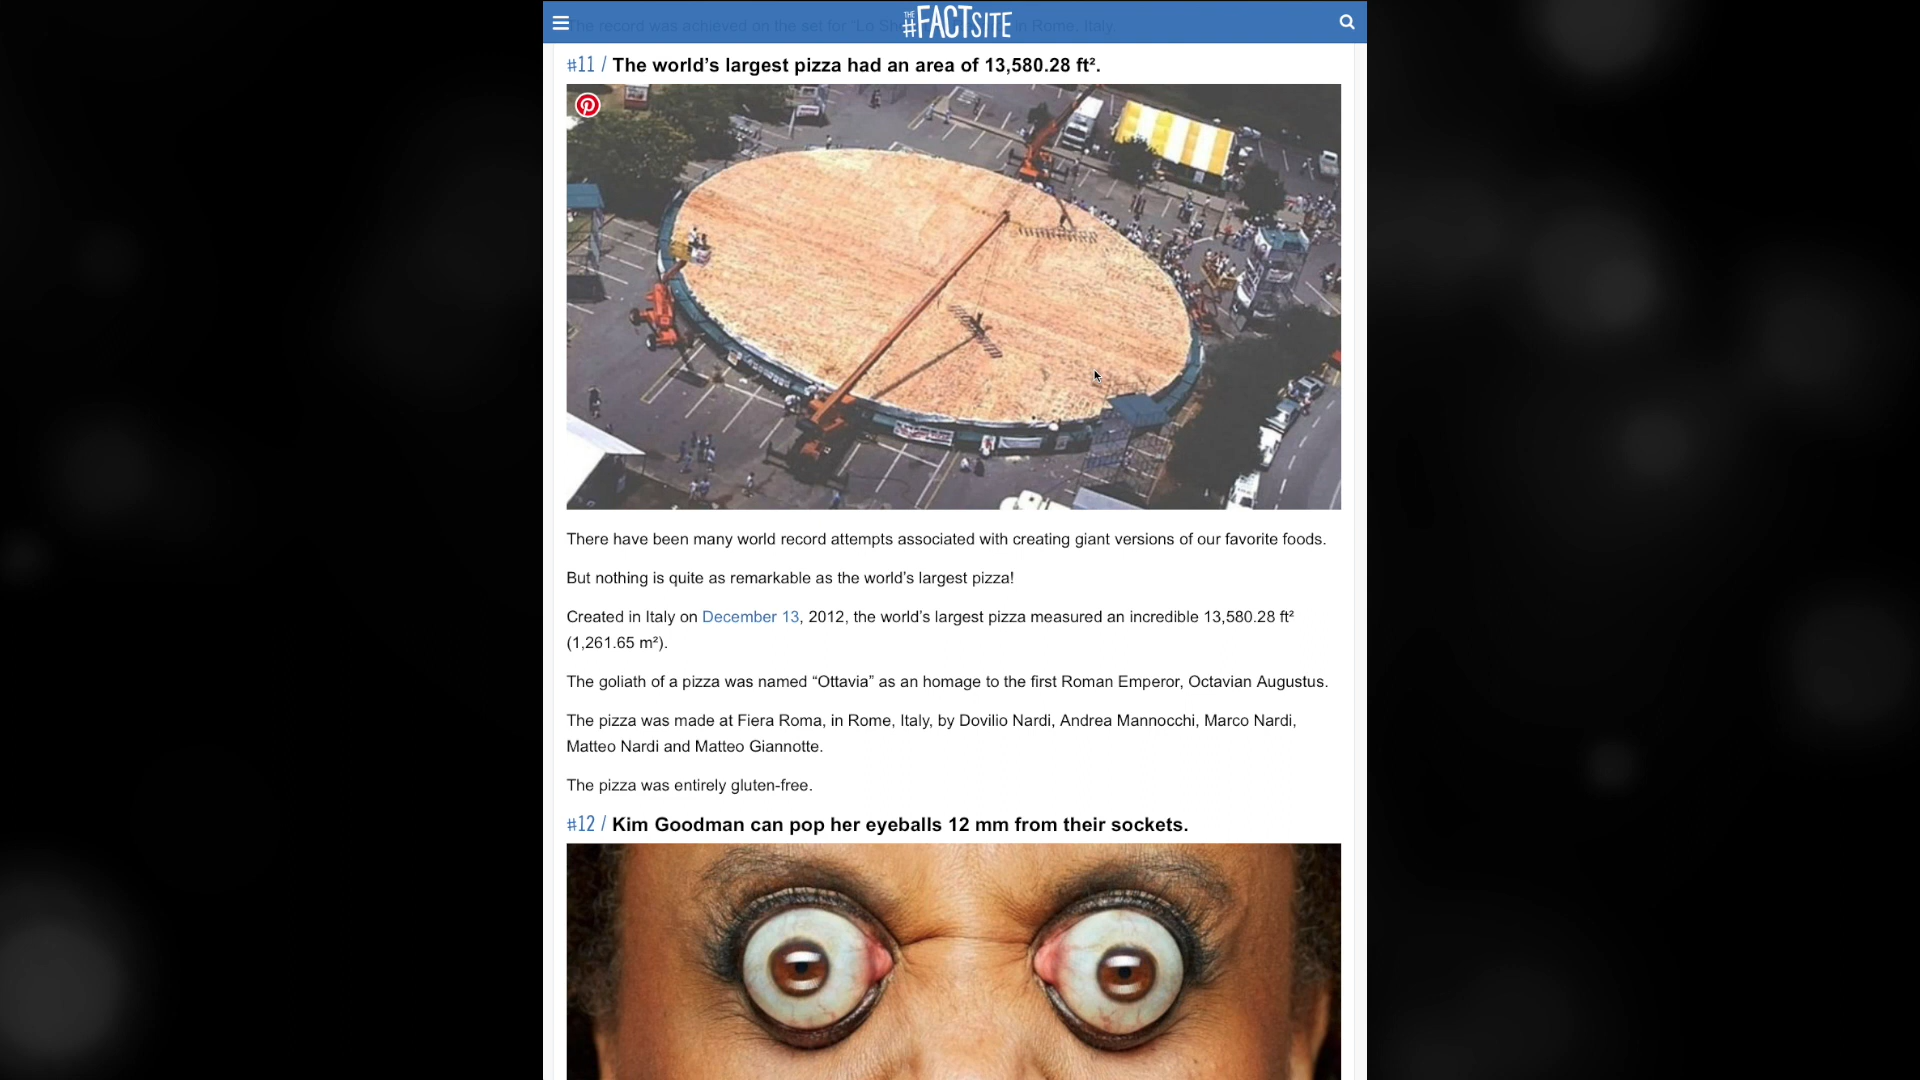 The record was achieved on the set for “Lo Sh in Rome, Italy.
THE #FACTSITE
#11 / The world’s largest pizza had an area of 13,580.28 ft².
There have been many world record attempts associated with creating giant versions of our favorite foods.
But nothing is quite as remarkable as the world’s largest pizza!
Created in Italy on December 13, 2012, the world’s largest pizza measured an incredible 13,580.28 ft²
(1,261.65 m²).
The goliath of a pizza was named “Ottavia” as an homage to the first Roman Emperor, Octavian Augustus.
The pizza was made at Fiera Roma, in Rome, Italy, by Dovilio Nardi, Andrea Mannocchi, Marco Nardi,
Matteo Nardi and Matteo Giannotte.
The pizza was entirely gluten-free.
#12 / Kim Goodman can pop her eyeballs 12 mm from their sockets.